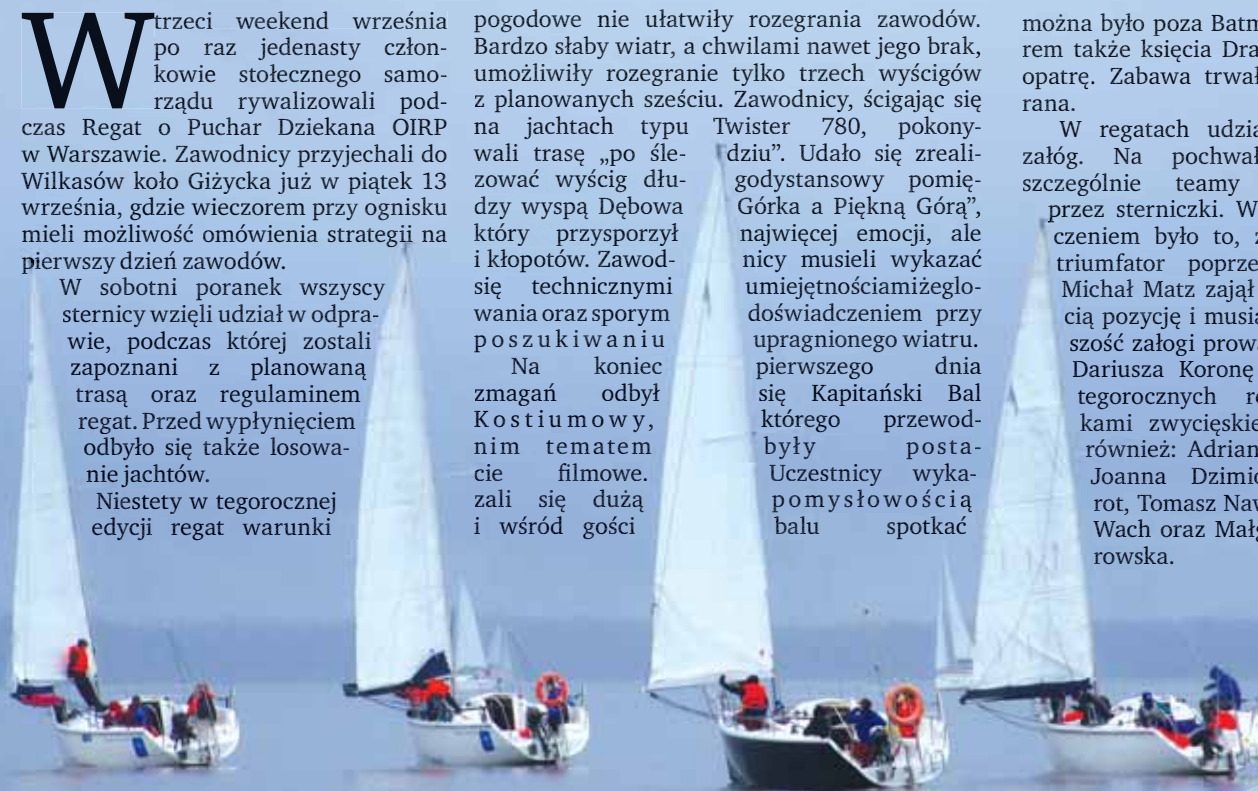 W trzeci weekend września
po raz jedenasty człon-
kowie stołecznego samo-
rządu rywalizowali pod-
czas Regat o Puchar Dziekana OIRP
w Warszawie. Zawodnicy przyjechali do
Wilkasów koło Giżycka już w piątek 13
września, gdzie wieczorem przy ognisku
mieli możliwość omówienia strategii na
pierwszy dzień zawodów.
W sobotni poranek wszyscy
sternicy wzięli udział w odpra-
wie, podczas której zostali
zapoznani z planowaną
trasą oraz regulaminem
regat. Przed wypłynięciem
odbyło się także losowa-
nie jachtów.
Niestety w tegorocznej
edycji regat warunki
pogodowe nie ułatwiły rozegrania zawodów.
Bardzo słaby wiatr, a chwilami nawet jego brak,
umożliwiły rozegranie tylko trzech wyścigów
z planowanych sześciu. Zawodnicy, ścigając się
na jachtach typu Twister 780, pokony-
wali trasę „po śle- dziu”. Udało się zreali-
zować wyścig dłu- godystansowy pomię-
dzy wyspą Dębowa Górka a Piękną Górą”,
który przysporzył najwięcej emocji, ale
i kłopotów. Zawod- nicy musieli wykazać
się technicznymi umiejętnościami żeglo-
wania oraz sporym doświadczeniem przy
poszukiwaniu upragnionego wiatru.
Na koniec pierwszego dnia
zmagań odbył się Kapitański Bal
Kostiumowy, którego przewod-
nim tematem były posta-
cie filmowe. Uczestnicy wyka-
zali się dużą pomysłowością
i wśród gości balu spotkać
można było poza Batm
rem także księcia Dra
opatrę. Zabawa trwał
rana.
W regatach udzia
załóg. Na pochwał
szczególnie teamy
przez sterniczki. W
czeniem było to, ż
triumfator poprze
Michał Matz zajął
cią pozycję i musia
szość załogi prowa
Dariusza Koronę
tegorocznych re
kami zwycięskie
również: Adrian
Joanna Dzimic
rot, Tomasz Naw
Wach oraz Małg
rowska.